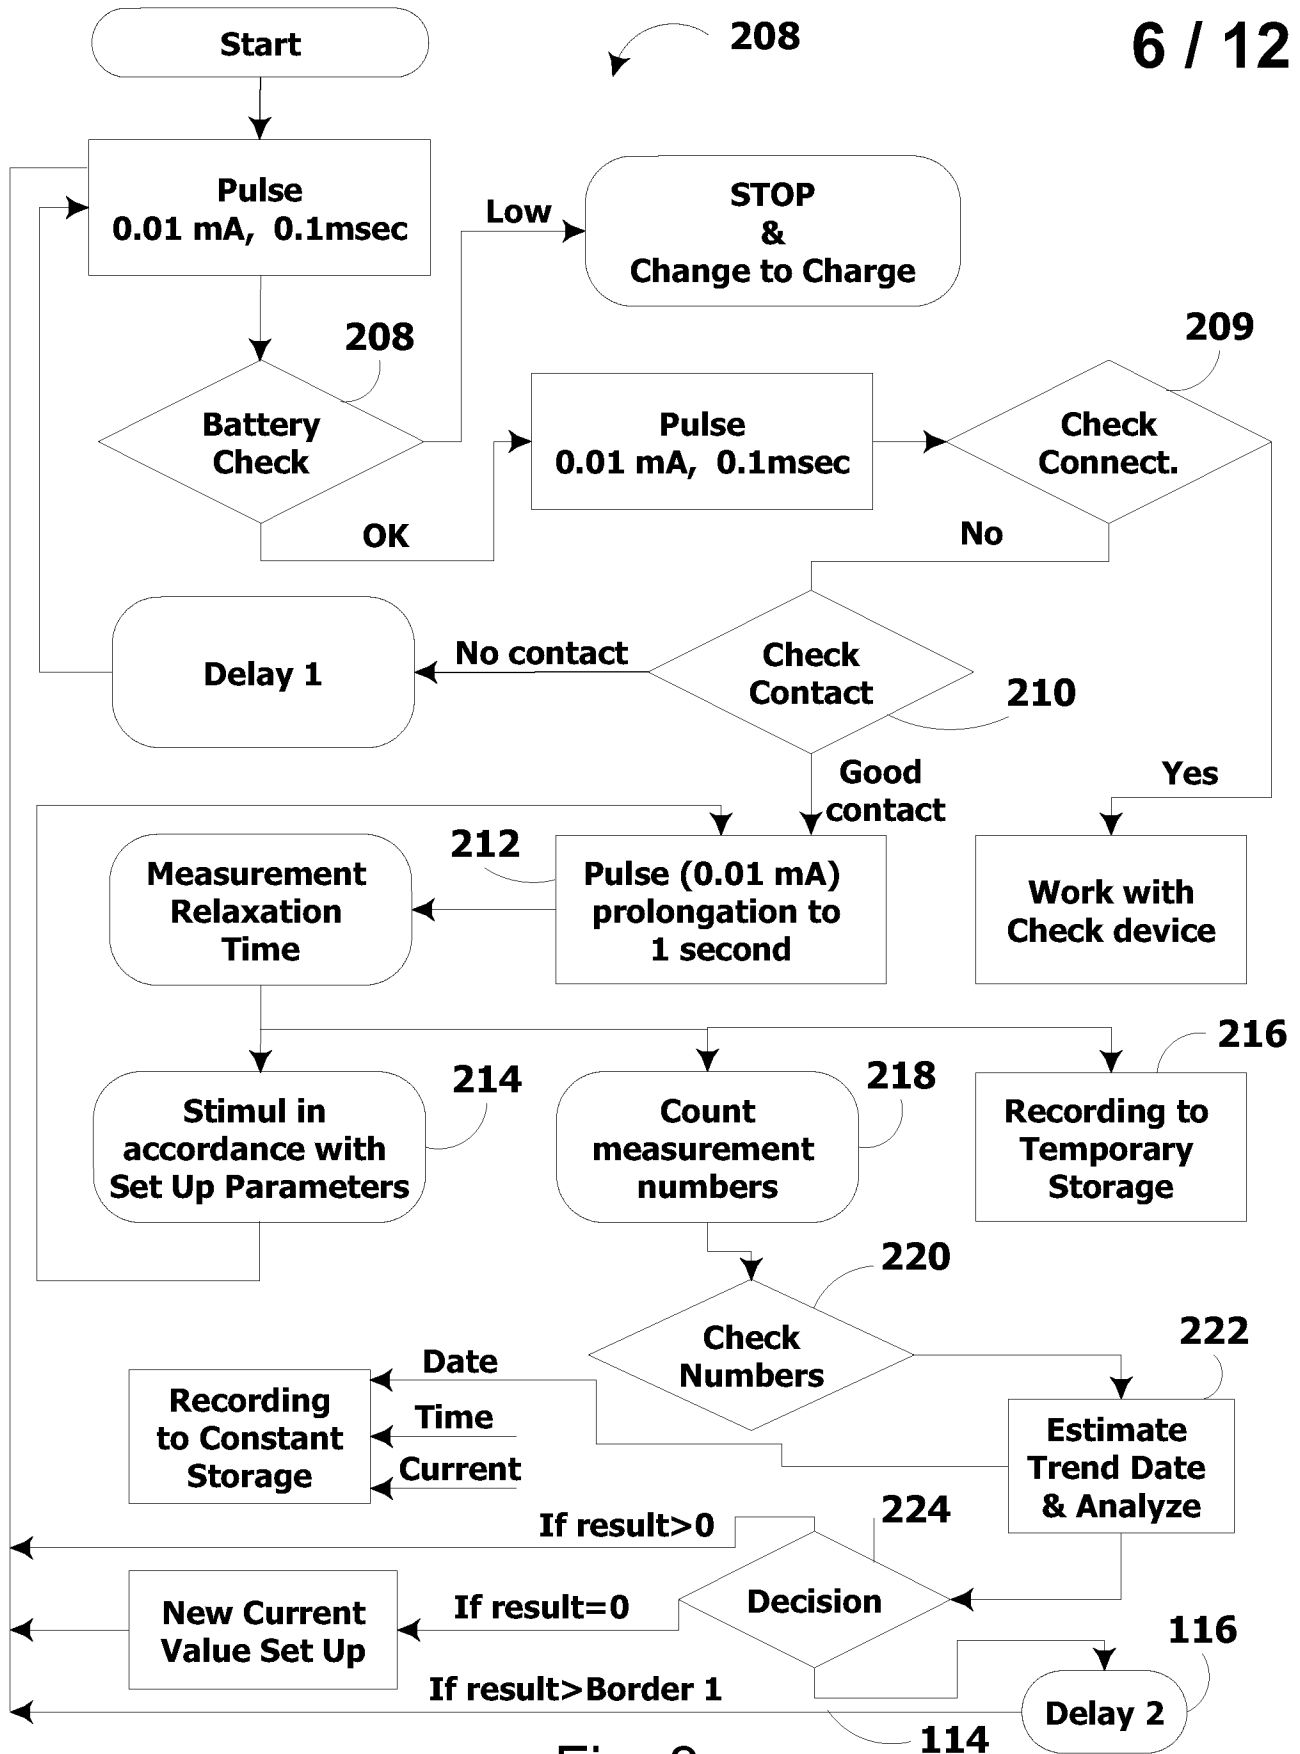 Start
208
6 / 12
Pulse
0.01 mA, 0.1msec
Low
STOP
&
Change to Charge
208
209
Battery
Check
Pulse
0.01 mA, 0.1msec
Check
Connect.
OK
No
Delay 1
No contact
Check
Contact
210
Good
contact
Yes
212
Measurement
Relaxation
Time
Pulse (0.01 mA)
prolongation to
1 second
Work with
Check device
214
218
216
Stimul in
accordance with
Set Up Parameters
Count
measurement
numbers
Recording to
Temporary
Storage
220
222
Check
Numbers
Date
Time
Current
Recording
to Constant
Storage
Estimate
Trend Date
& Analyze
224
If result>0
Decision
If result=0
New Current
Value Set Up
116
If result>Border 1
Delay 2
114